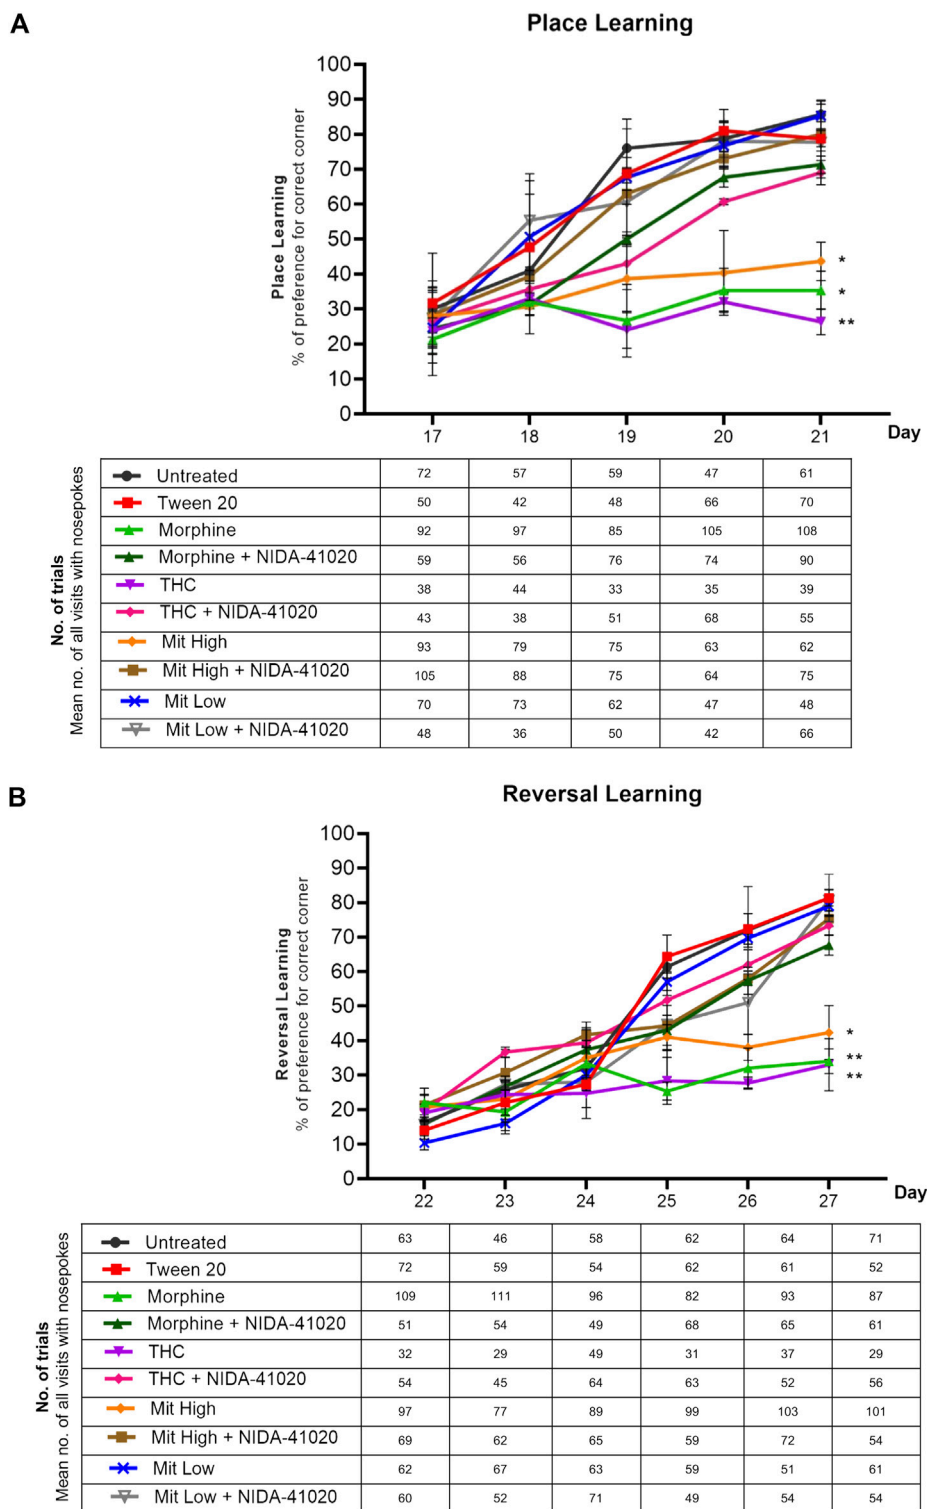 A
Place Learning
Place Learning
% of preference for correct corner
100
90
80
70
60
50
40
30
20
10
0
*
*
**
17 18 19 20 21 Day
No. of trials
Mean no. of all visits with nosepokes
Untreated 72 57 59 47 61
Tween 20 50 42 48 66 70
Morphine 92 97 85 105 108
Morphine + NIDA-41020 59 56 76 74 90
THC 38 44 33 35 39
THC + NIDA-41020 43 38 51 68 55
Mit High 93 79 75 63 62
Mit High + NIDA-41020 105 88 75 64 75
Mit Low 70 73 62 47 48
Mit Low + NIDA-41020 48 36 50 42 66
B
Reversal Learning
Reversal Learning
% of preference for correct corner
100
90
80
70
60
50
40
30
20
10
0
*
**
**
22 23 24 25 26 27 Day
No. of trials
Mean no. of all visits with nosepokes
Untreated 63 46 58 62 64 71
Tween 20 72 59 54 62 61 52
Morphine 109 111 96 82 93 87
Morphine + NIDA-41020 51 54 49 68 65 61
THC 32 29 49 31 37 29
THC + NIDA-41020 54 45 64 63 52 56
Mit High 97 77 89 99 103 101
Mit High + NIDA-41020 69 62 65 59 72 54
Mit Low 62 67 63 59 51 61
Mit Low + NIDA-41020 60 52 71 49 54 54